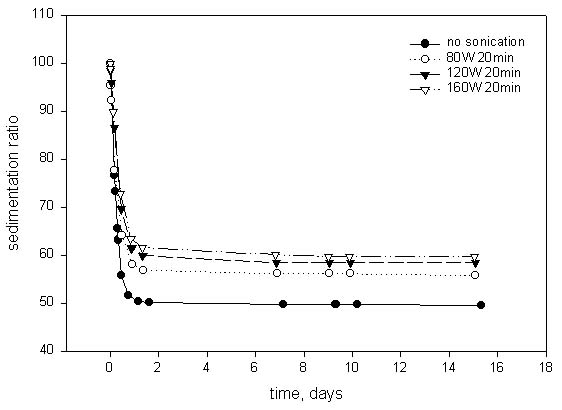 110
100
90
80
70
60
50
40
sedimentation ratio
no sonication
80W 20min
120W 20min
160W 20min
0 2 4 6 8 10 12 14 16 18
time, days